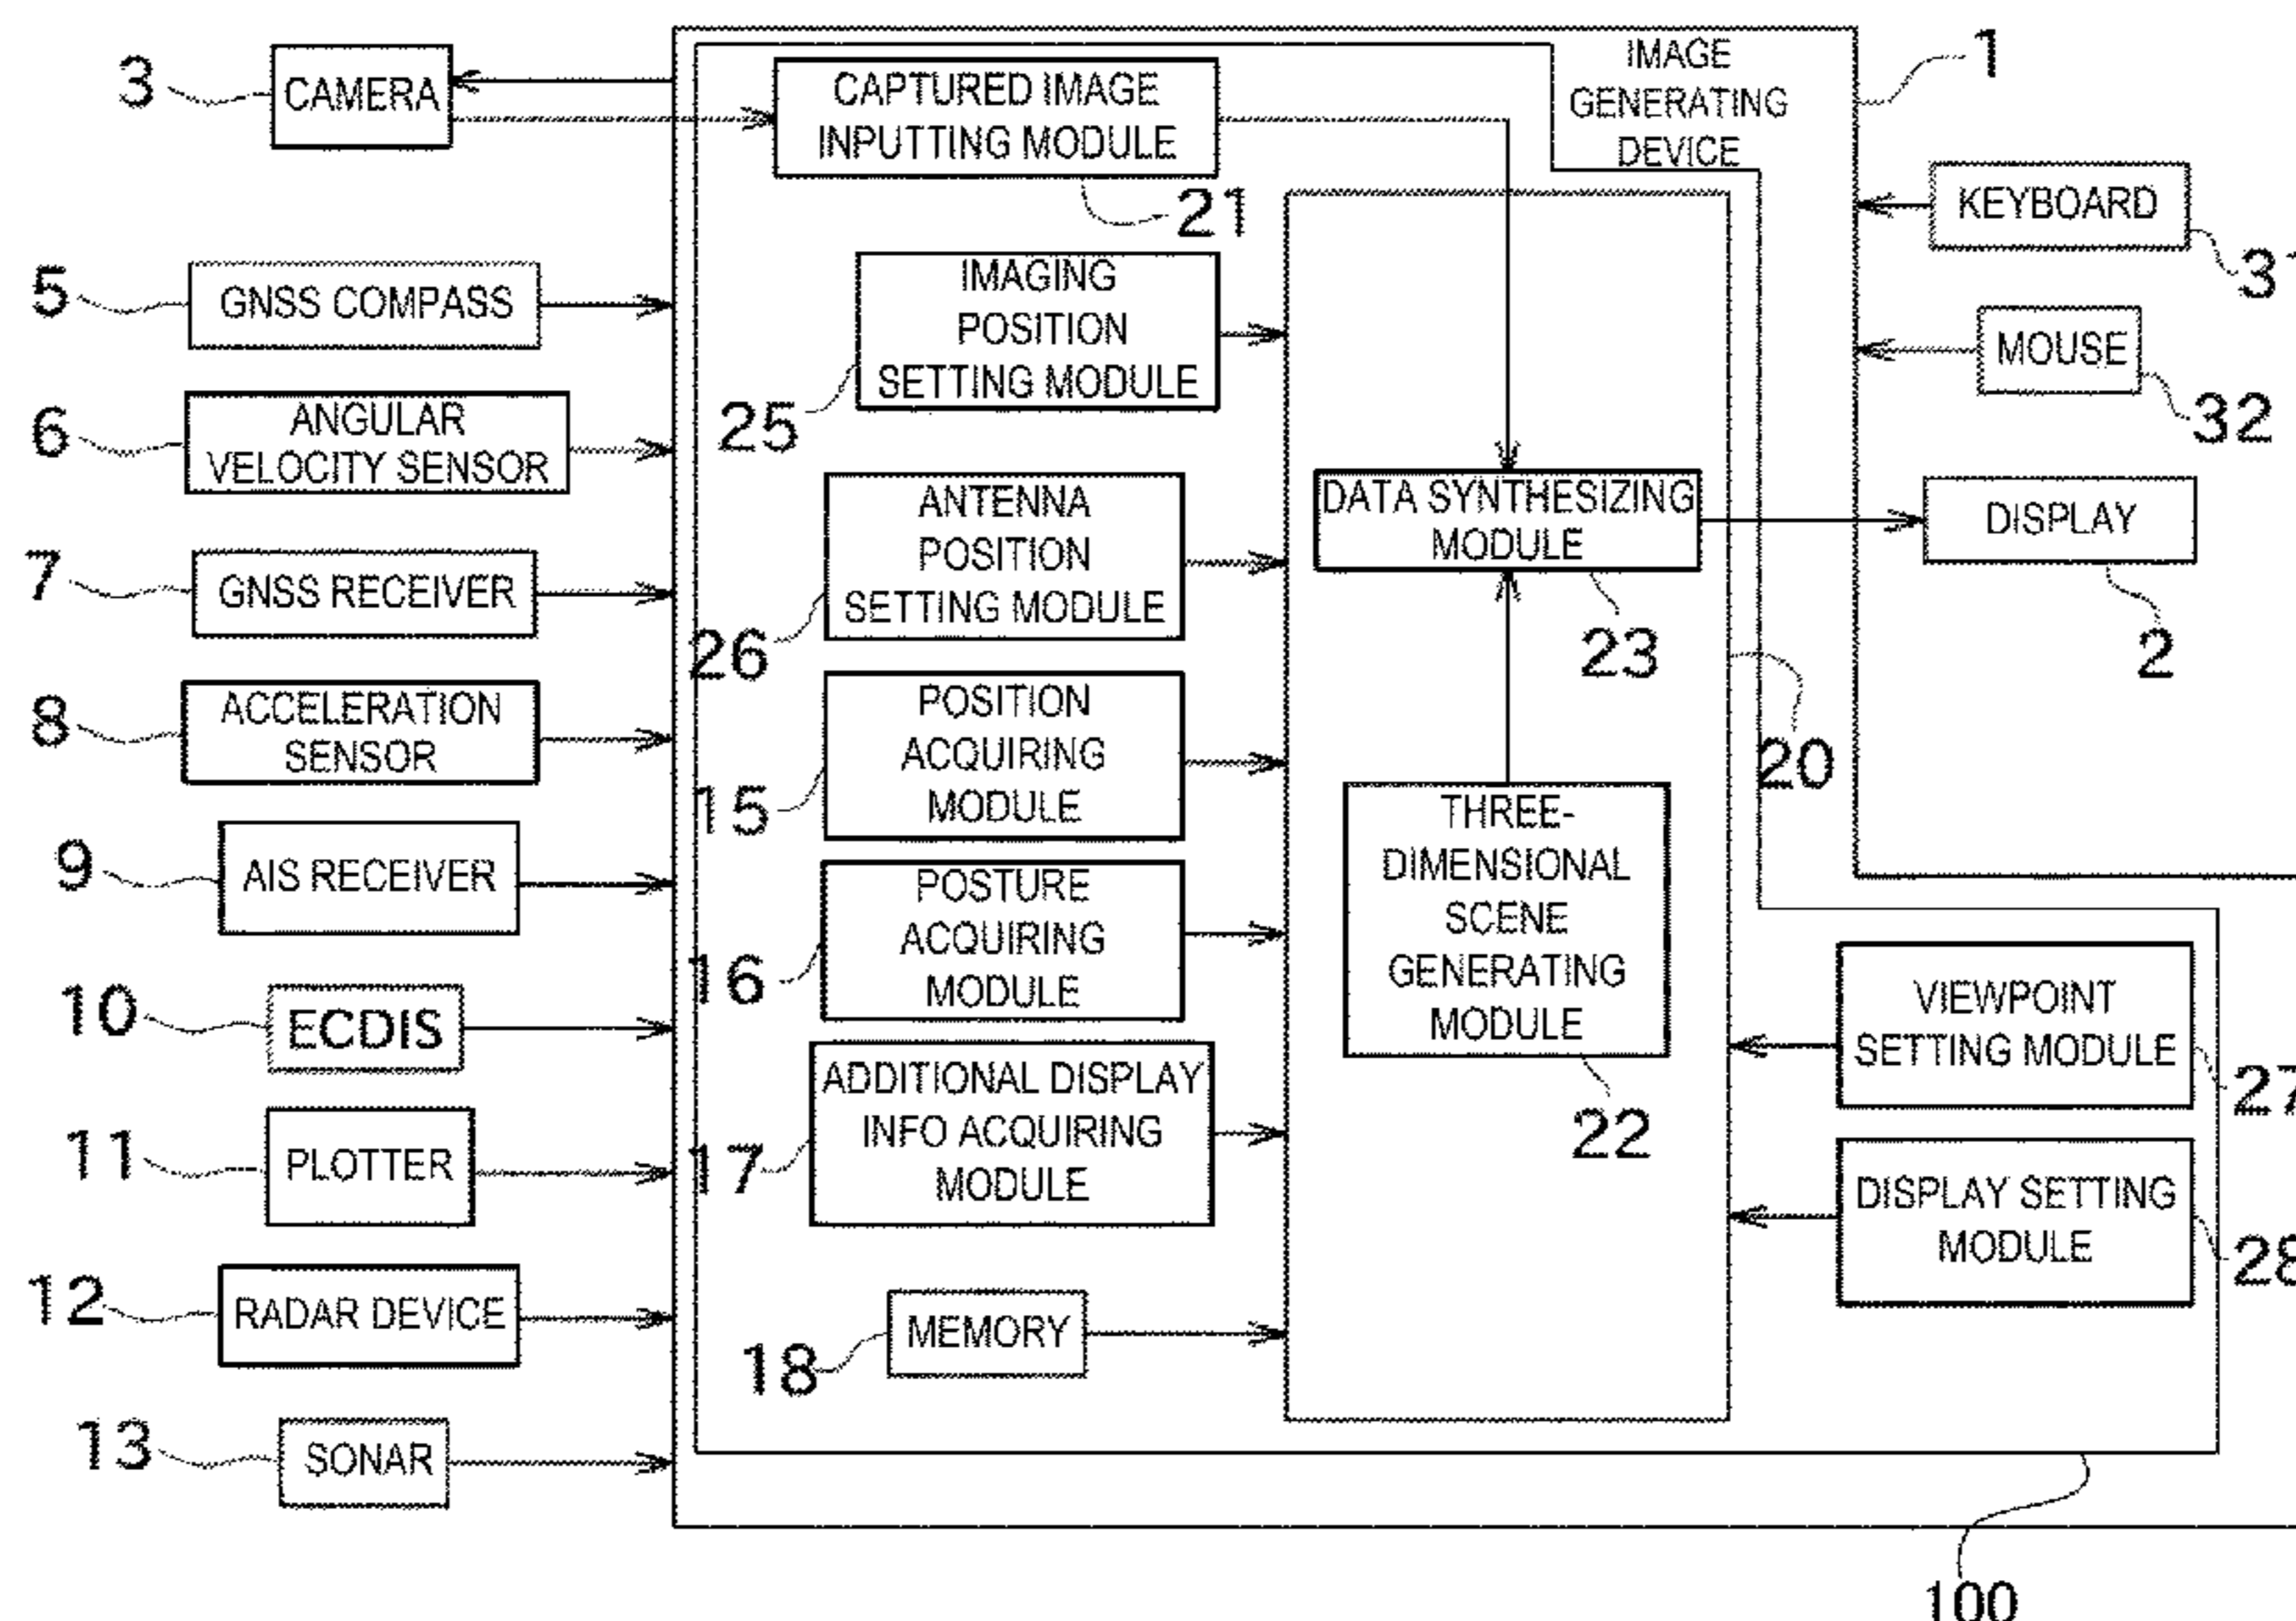 3
CAMERA
CAPTURED IMAGE
INPUTTING MODULE
21
IMAGE
GENERATING
DEVICE
1
KEYBOARD
3
MOUSE
32
DISPLAY
2
5
GNSS COMPASS
6
ANGULAR
VELOCITY SENSOR
7
GNSS RECEIVER
8
ACCELERATION
SENSOR
9
AIS RECEIVER
10
ECDIS
11
PLOTTER
12
RADAR DEVICE
13
SONAR
IMAGING
POSITION
SETTING MODULE
25
ANTENNA
POSITION
SETTING MODULE
26
POSITION
ACQUIRING
MODULE
15
POSTURE
ACQUIRING
MODULE
16
ADDITIONAL DISPLAY
INFO ACQUIRING
MODULE
17
MEMORY
18
DATA SYNTHESIZING
MODULE
23
20
THREE-
DIMENSIONAL
SCENE
GENERATING
MODULE
22
VIEWPOINT
SETTING MODULE
27
DISPLAY SETTING
MODULE
28
100